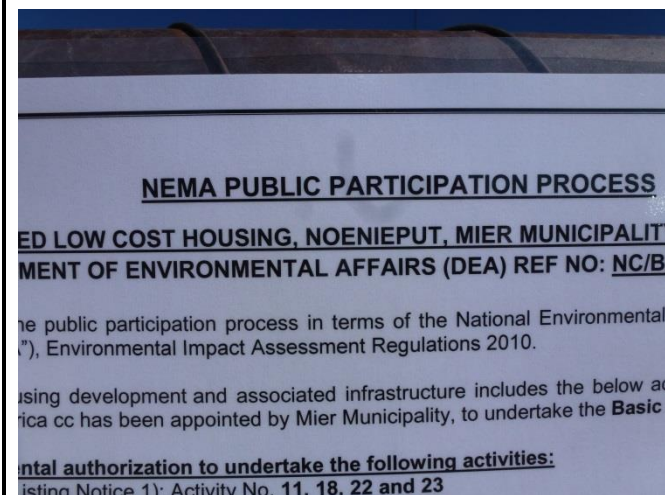 NEMA PUBLIC PARTICIPATION PROCESS
ED LOW COST HOUSING, NOENIEPUT, MIER MUNICIPALIT
MENT OF ENVIRONMENTAL AFFAIRS (DEA) REF NO: NC/B
he public participation process in terms of the National Environmental
"), Environmental Impact Assessment Regulations 2010.
using development and associated infrastructure includes the below ac
rica cc has been appointed by Mier Municipality, to undertake the Basic
ntal authorization to undertake the following activities:
isting Notice 1): Activity No. 11, 18, 22 and 23